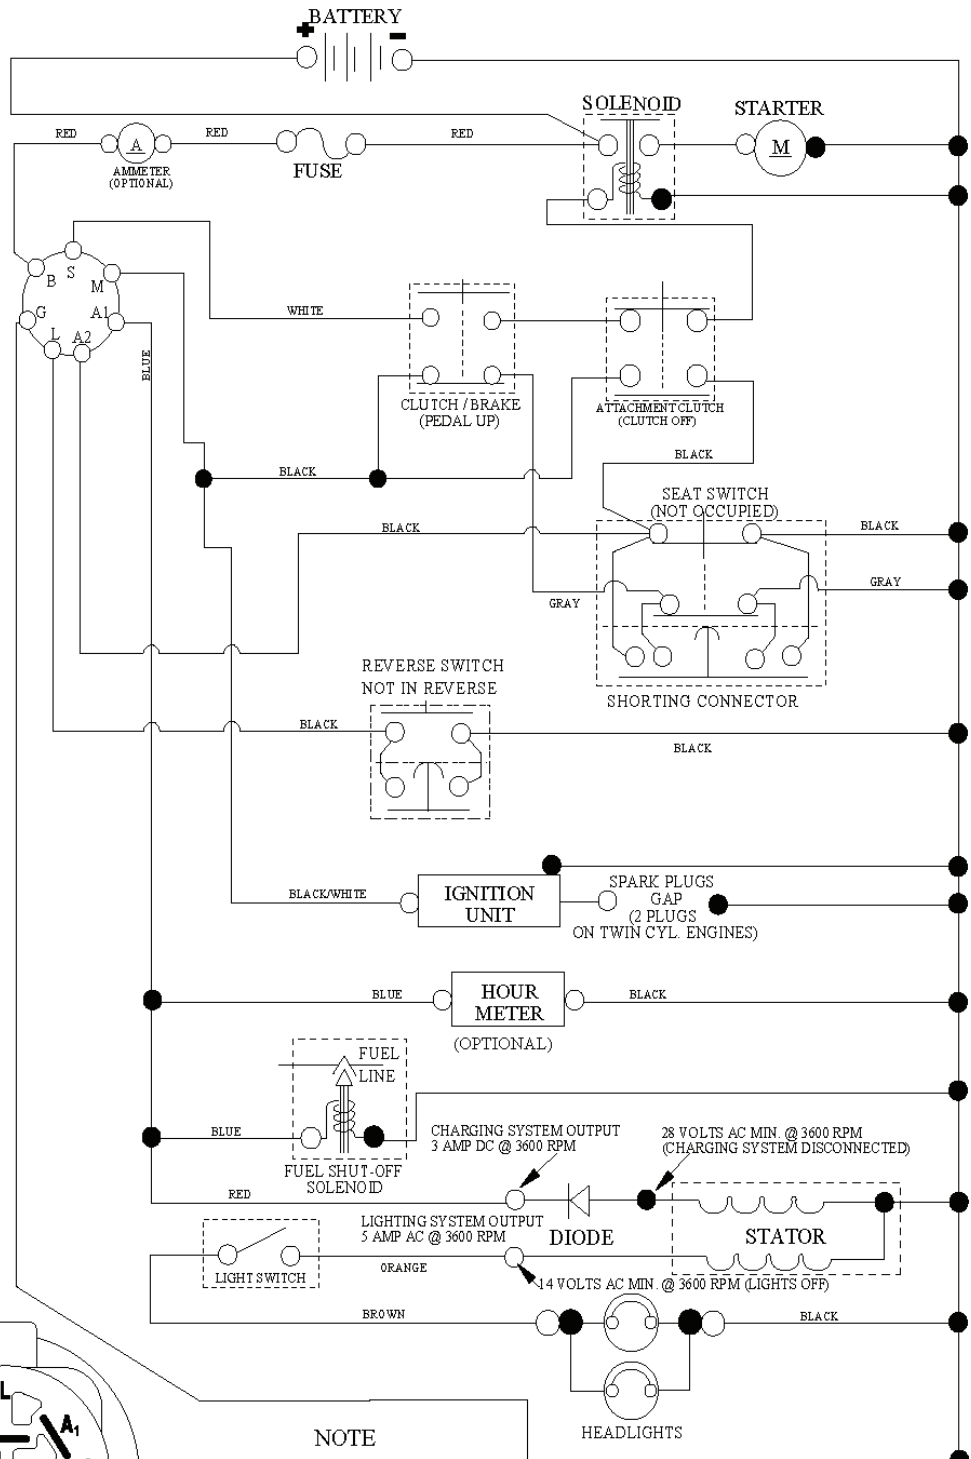 BATTERY
+ -
SOLENOID
STARTER
RED
A
RED
RED
M
AMMETER
(OPTIONAL)
FUSE
B
S
M
G
A1
L
A2
WHITE
BLUE
CLUTCH / BRAKE
(PEDAL UP)
ATTACHMENT CLUTCH
(CLUTCH OFF)
BLACK
BLACK
SEAT SWITCH
(NOT OCCUPIED)
BLACK
BLACK
GRAY
GRAY
REVERSE SWITCH
NOT IN REVERSE
SHORTING CONNECTOR
BLACK
BLACK
BLACK/WHITE
IGNITION
UNIT
SPARK PLUGS
GAP
(2 PLUGS
ON TWIN CYL. ENGINES)
BLUE
HOUR
METER
BLACK
(OPTIONAL)
FUEL
LINE
BLUE
FUEL SHUT-OFF
SOLENOID
CHARGING SYSTEM OUTPUT
3 AMP DC @ 3600 RPM
28 VOLTS AC MIN. @ 3600 RPM
(CHARGING SYSTEM DISCONNECTED)
RED
LIGHTING SYSTEM OUTPUT
5 AMP AC @ 3600 RPM
DIODE
STATOR
LIGHT SWITCH
ORANGE
14 VOLTS AC MIN. @ 3600 RPM (LIGHTS OFF)
BROWN
BLACK
HEADLIGHTS
L
A1
NOTE